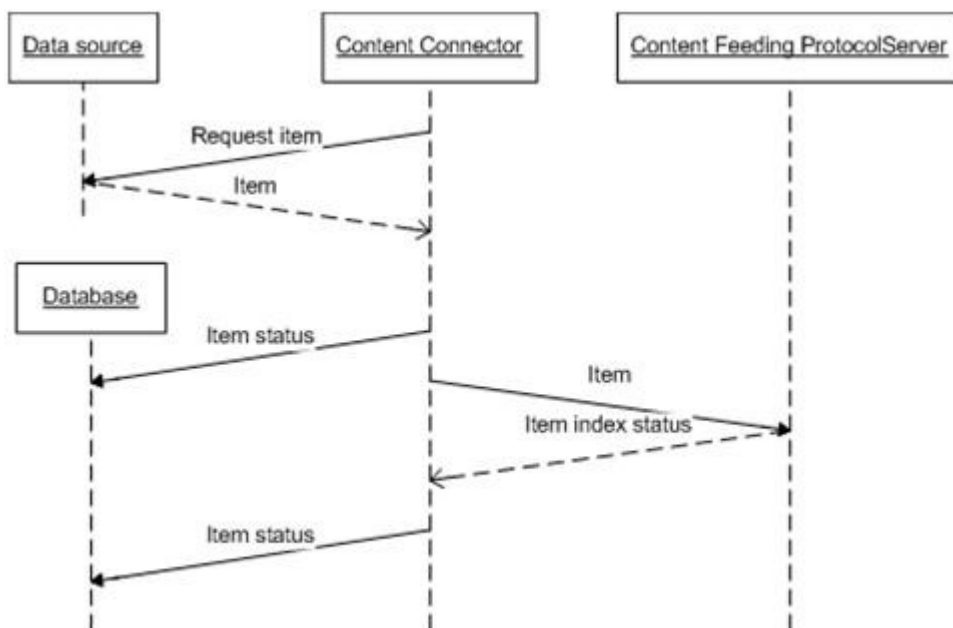 Data source
Content Connector
Content Feeding ProtocolServer
Request item
Item
Database
Item status
Item
Item index status
Item status